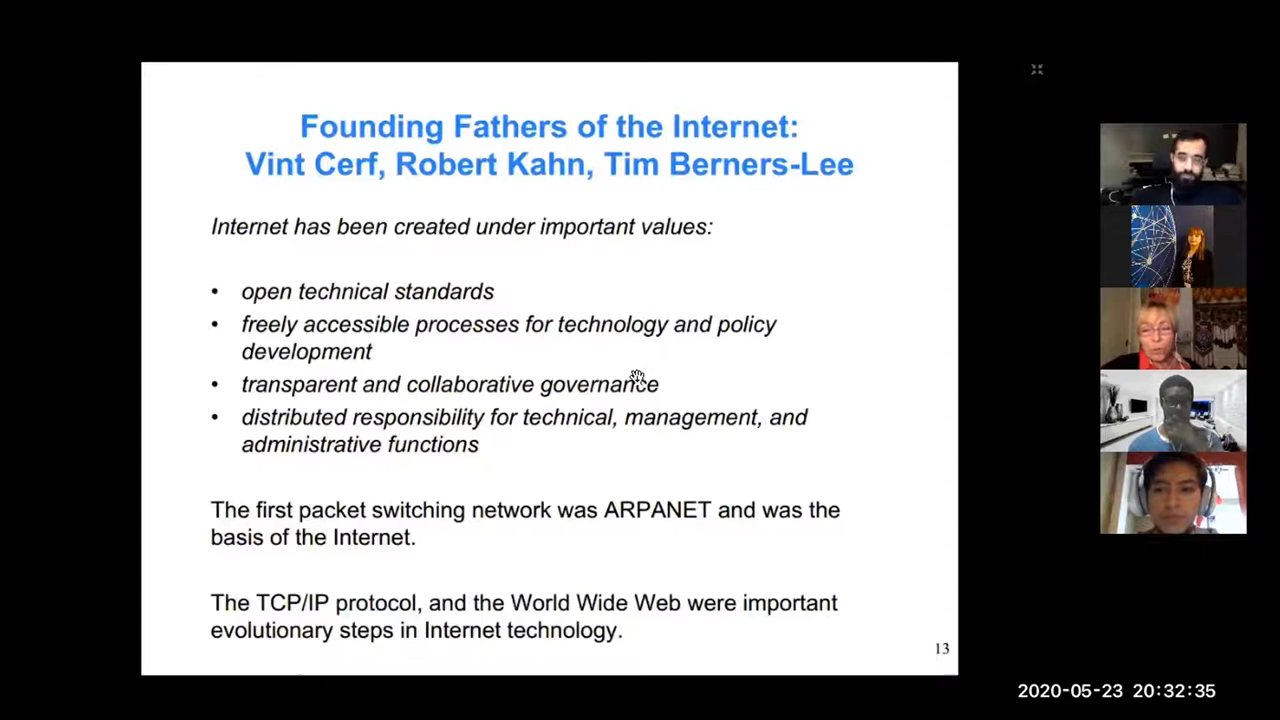 Founding Fathers of the Internet:
Vint Cerf, Robert Kahn, Tim Berners-Lee
Internet has been created under important values:
• open technical standards
• freely accessible processes for technology and policy
development
• transparent and collaborative governance
• distributed responsibility for technical, management, and
administrative functions
The first packet switching network was ARPANET and was the
basis of the Internet.
The TCP/IP protocol, and the World Wide Web were important
evolutionary steps in Internet technology.
13
2020-05-23 20:32:35